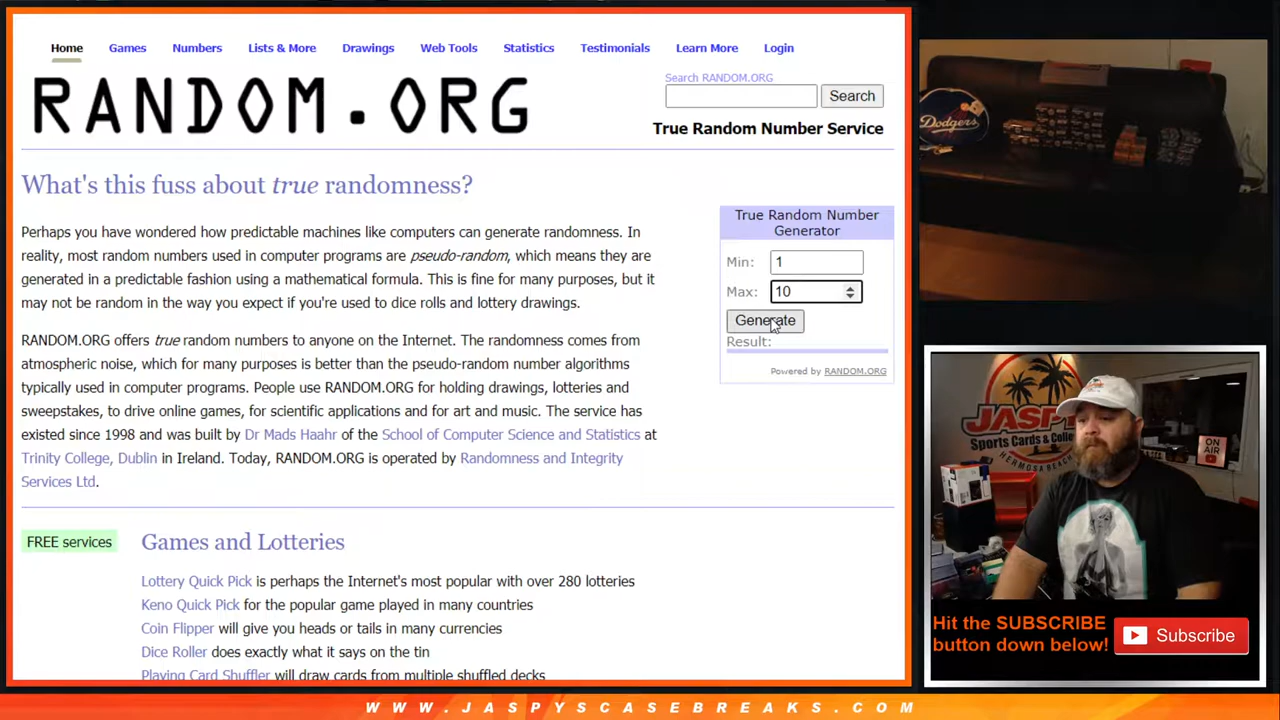 Home Games Numbers Lists & More Drawings Web Tools Statistics Testimonials Learn More Login
RANDOM.ORG
Search RANDOM.ORG
Search
True Random Number Service
What's this fuss about true randomness?
Perhaps you have wondered how predictable machines like computers can generate randomness. In
reality, most random numbers used in computer programs are pseudo-random, which means they are
generated in a predictable fashion using a mathematical formula. This is fine for many purposes, but it
may not be random in the way you expect if you're used to dice rolls and lottery drawings.
RANDOM.ORG offers true random numbers to anyone on the Internet. The randomness comes from
atmospheric noise, which for many purposes is better than the pseudo-random number algorithms
typically used in computer programs. People use RANDOM.ORG for holding drawings, lotteries and
sweepstakes, to drive online games, for scientific applications and for art and music. The service has
existed since 1998 and was built by Dr Mads Haahr of the School of Computer Science and Statistics at
Trinity College, Dublin in Ireland. Today, RANDOM.ORG is operated by Randomness and Integrity
Services Ltd.
True Random Number
Generator
Min: 1
Max: 10
Generate
Result:
Powered by RANDOM.ORG
FREE services
Games and Lotteries
Lottery Quick Pick is perhaps the Internet's most popular with over 280 lotteries
Keno Quick Pick for the popular game played in many countries
Coin Flipper will give you heads or tails in many currencies
Dice Roller does exactly what it says on the tin
Playing Card Shuffler will draw cards from multiple shuffled decks
Dodgers
JASPY
Sports Cards & Colle
HERMOSA BEACH
ON
AIR
Hit the SUBSCRIBE
button down below!
Subscribe
WWW.JASPYSCASEBREAKS.COM